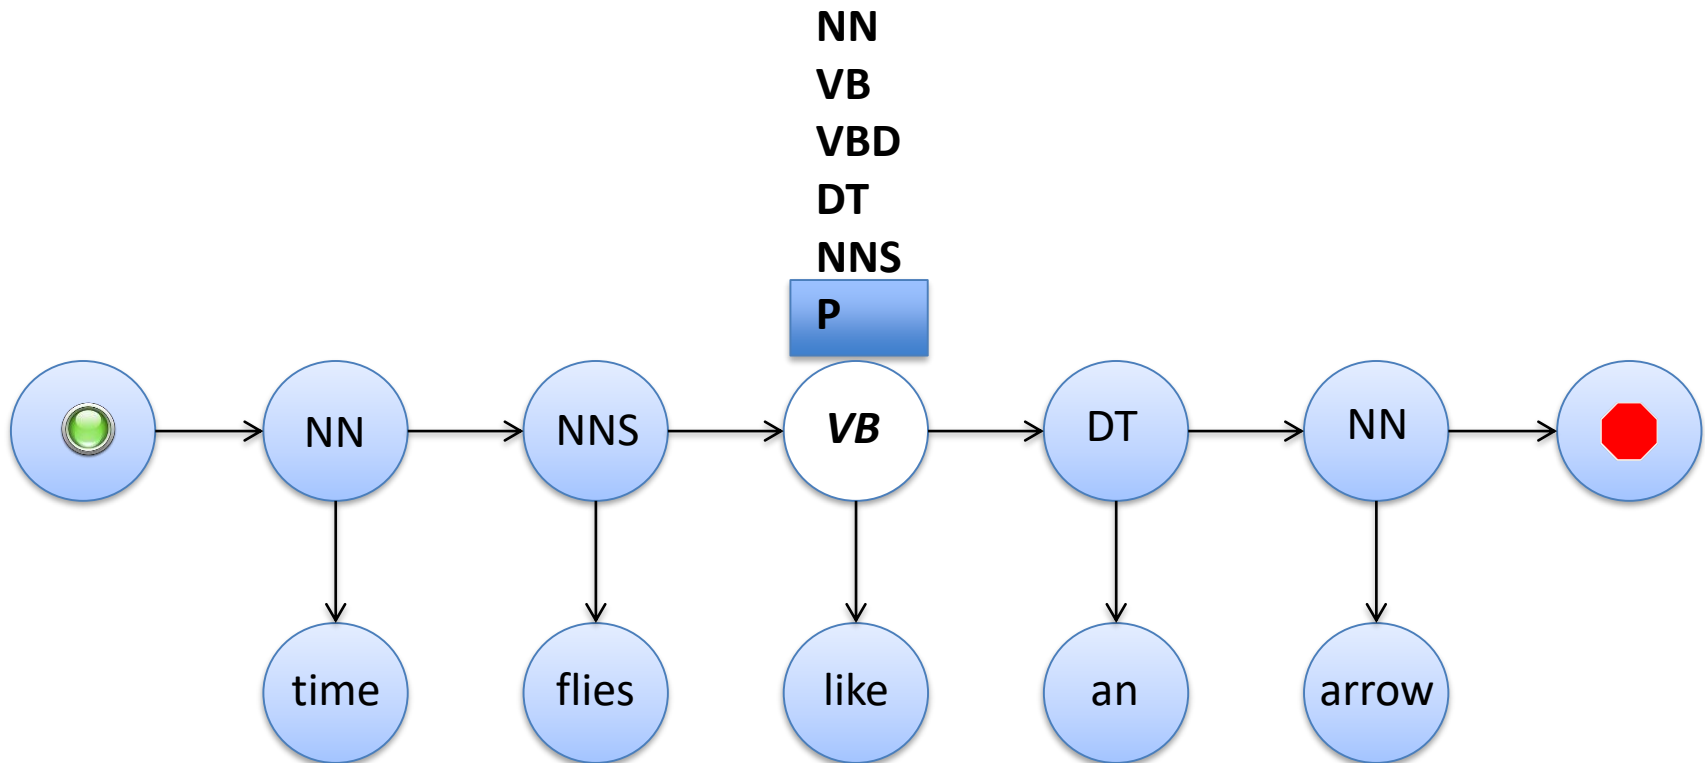 NN
VB
VBD
DT
NNS
P
NN NNS VB DT NN
time flies like an arrow